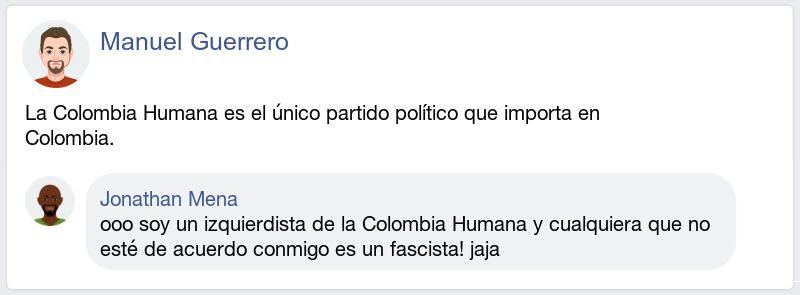 Manuel Guerrero
La Colombia Humana es el único partido político que importa en
Colombia.
Jonathan Mena
ooo soy un izquierdista de la Colombia Humana y cualquiera que no
esté de acuerdo conmigo es un fascista! jaja